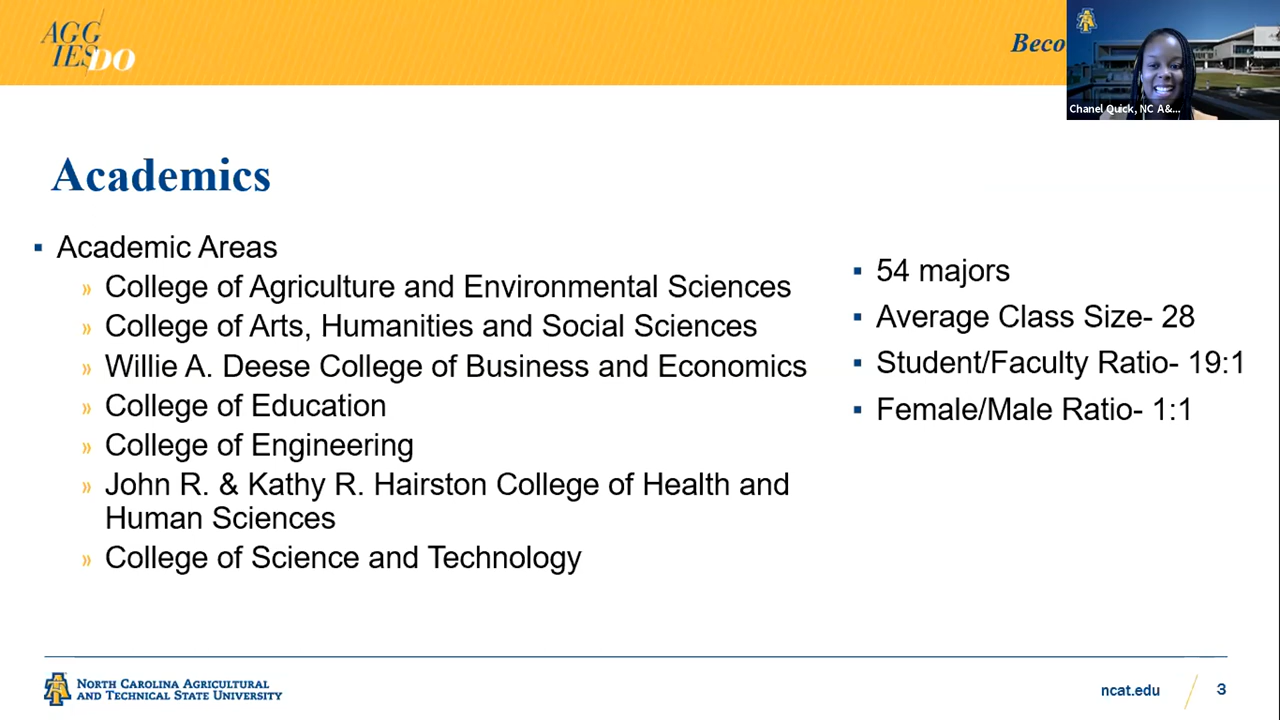 AGG
IES DO
Beco
Chanel Quick, NC A&...
Academics
▪ Academic Areas
» College of Agriculture and Environmental Sciences
» College of Arts, Humanities and Social Sciences
» Willie A. Deese College of Business and Economics
» College of Education
» College of Engineering
» John R. & Kathy R. Hairston College of Health and
Human Sciences
» College of Science and Technology
▪ 54 majors
▪ Average Class Size- 28
▪ Student/Faculty Ratio- 19:1
▪ Female/Male Ratio- 1:1
North Carolina Agricultural
and Technical State University
ncat.edu
3